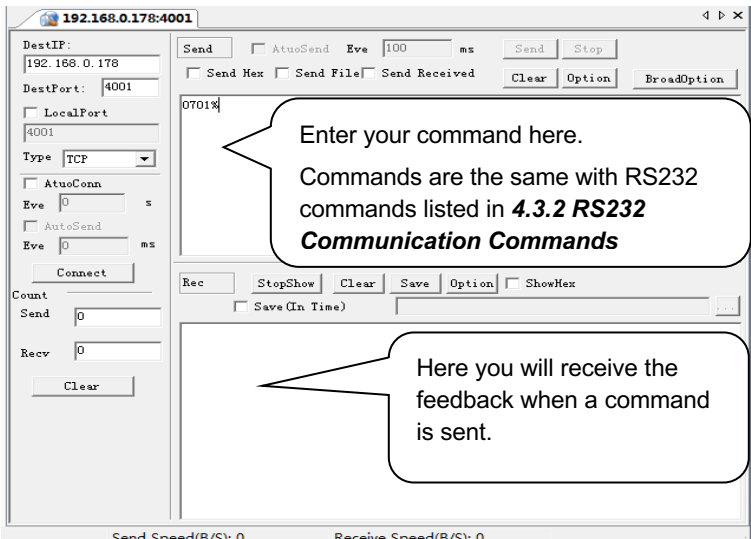 192.168.0.178:4001
DestIP:
192.168.0.178
DestPort: 4001
LocalPort
4001
Type TCP
AtuoConn
Eve 0 s
AutoSend
Eve 0 ms
Connect
Count
Send 0
Recv 0
Clear
Send AtuoSend Eve 100 ms Send Stop
Send Hex Send File Send Received Clear Option BroadOption
0701%
Enter your command here.
Commands are the same with RS232
commands listed in 4.3.2 RS232
Communication Commands
Rec StopShow Clear Save Option ShowHex
Save(In Time) ...
Here you will receive the
feedback when a command
is sent.
Send Speed(B/S): 0 Receive Speed(B/S): 0